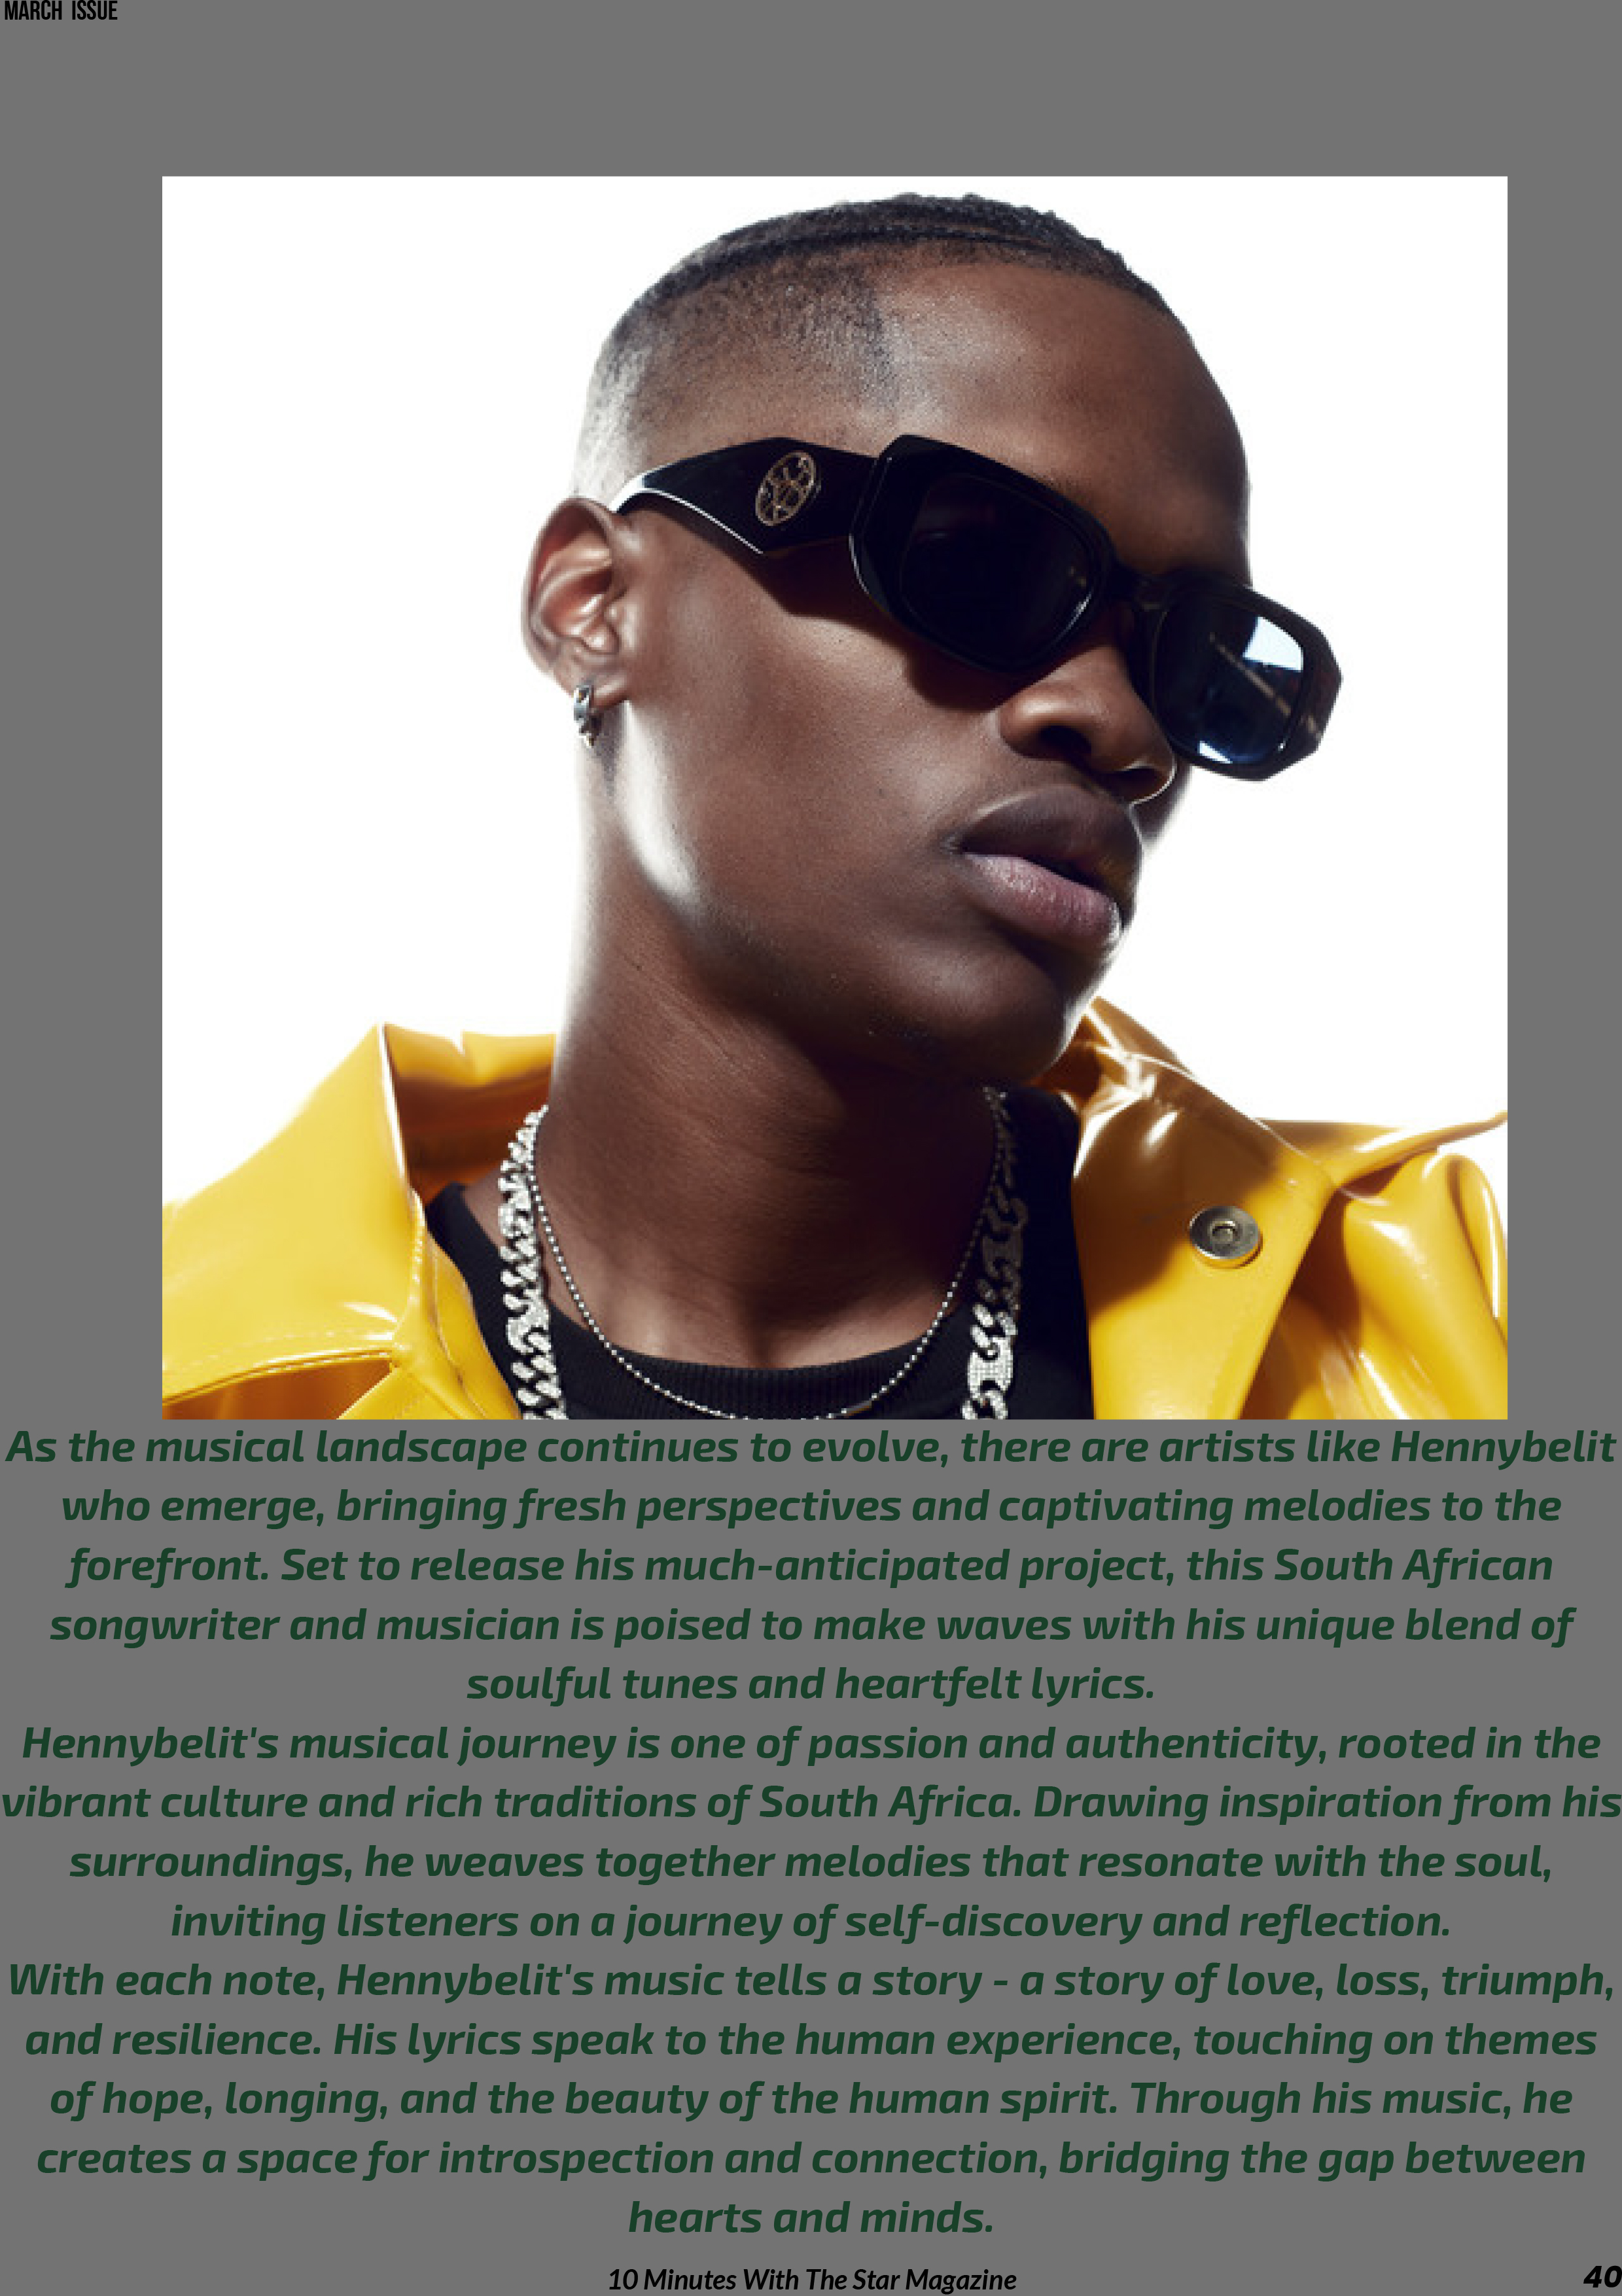 MARCH ISSUE
As the musical landscape continues to evolve, there are artists like Hennybelit
who emerge, bringing fresh perspectives and captivating melodies to the
forefront. Set to release his much-anticipated project, this South African
songwriter and musician is poised to make waves with his unique blend of
soulful tunes and heartfelt lyrics.
Hennybelit's musical journey is one of passion and authenticity, rooted in the
vibrant culture and rich traditions of South Africa. Drawing inspiration from his
surroundings, he weaves together melodies that resonate with the soul,
inviting listeners on a journey of self-discovery and reflection.
With each note, Hennybelit's music tells a story - a story of love, loss, triumph,
and resilience. His lyrics speak to the human experience, touching on themes
of hope, longing, and the beauty of the human spirit. Through his music, he
creates a space for introspection and connection, bridging the gap between
hearts and minds.
10 Minutes With The Star Magazine
40